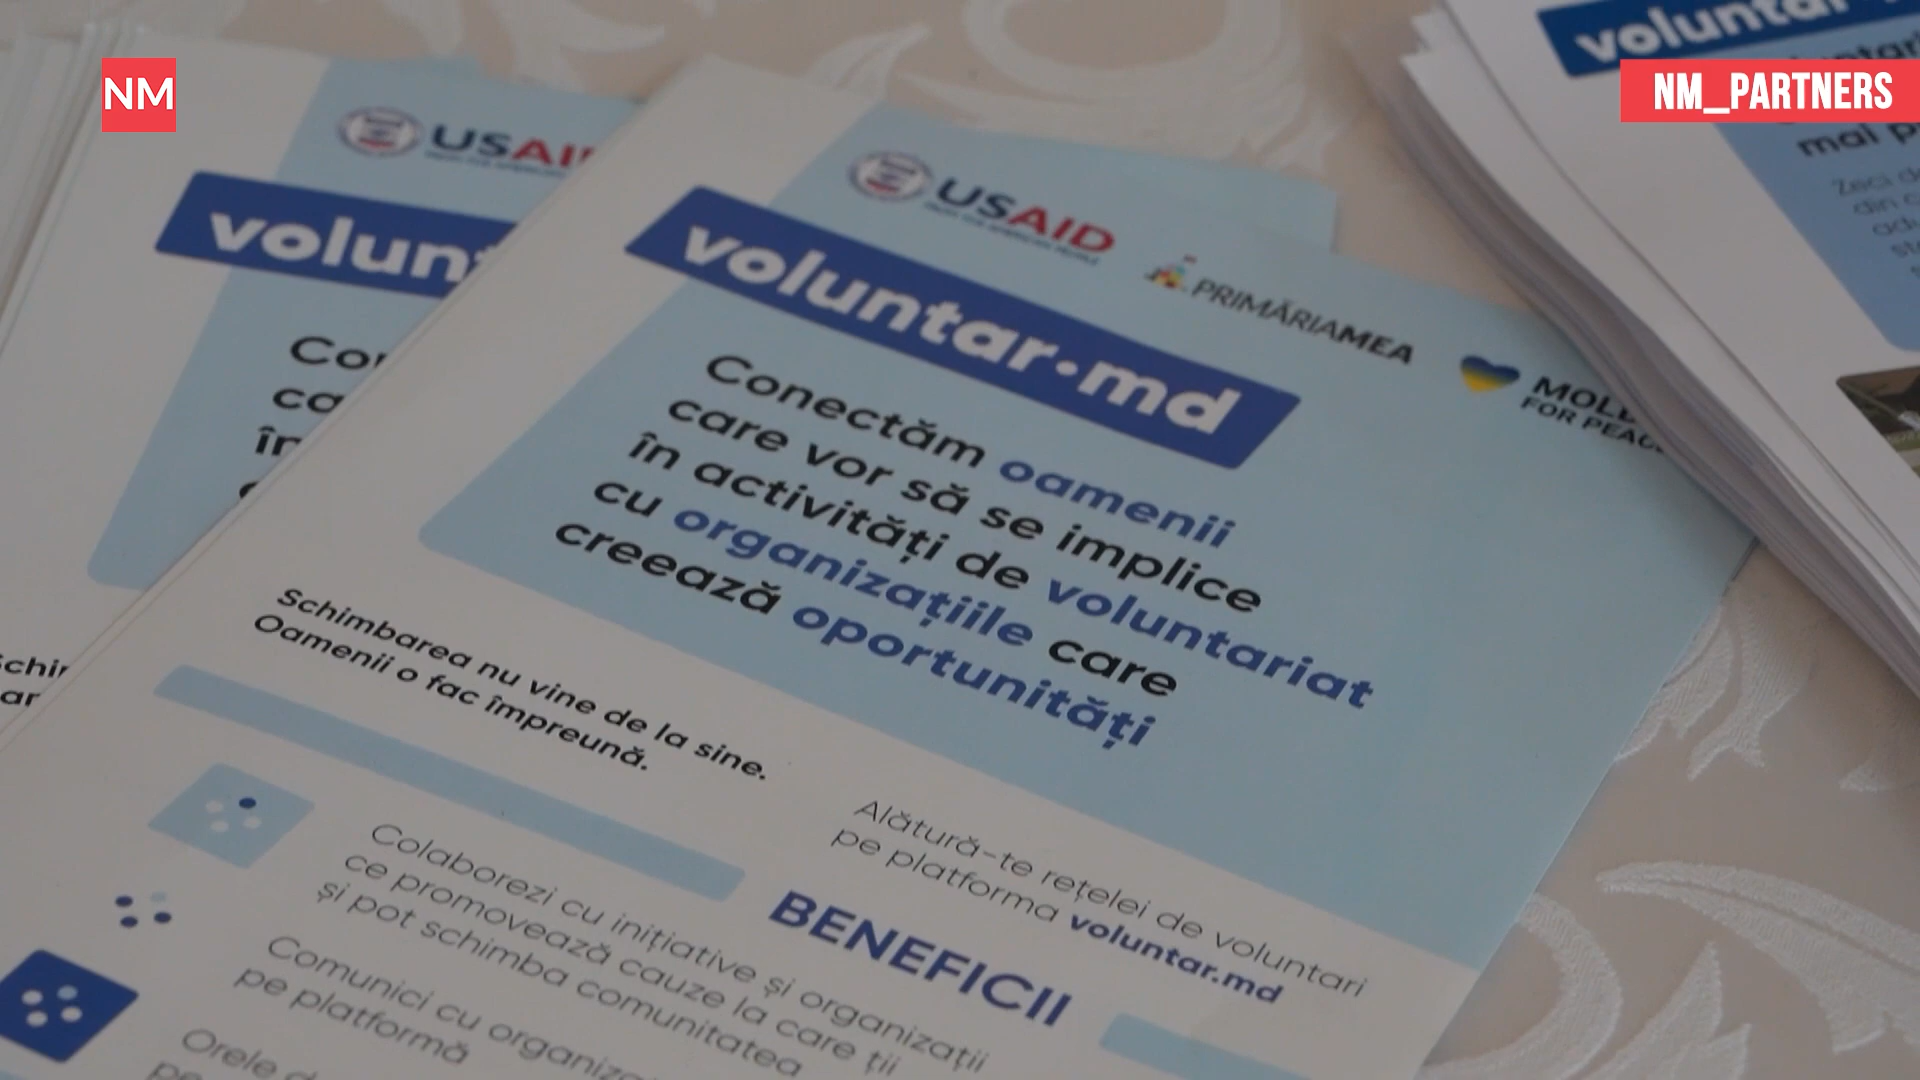 NM
NM_PARTNERS
USAID
voluntar.md
PRIMĂRIAMEA
FOR
Conectăm oamenii
care vor să se implice
în activități de voluntariat
cu organizațiile care
creează oportunități
Schimbarea nu vine de la sine.
Oamenii o fac împreună.
Alătură-te rețelei de voluntari
pe platforma voluntar.md
BENEFICII
Colaborezi cu inițiative și organizații
ce promovează cauze la care ții
și pot schimba comunitatea
Comunici cu
pe platformă
Orele
mai
din